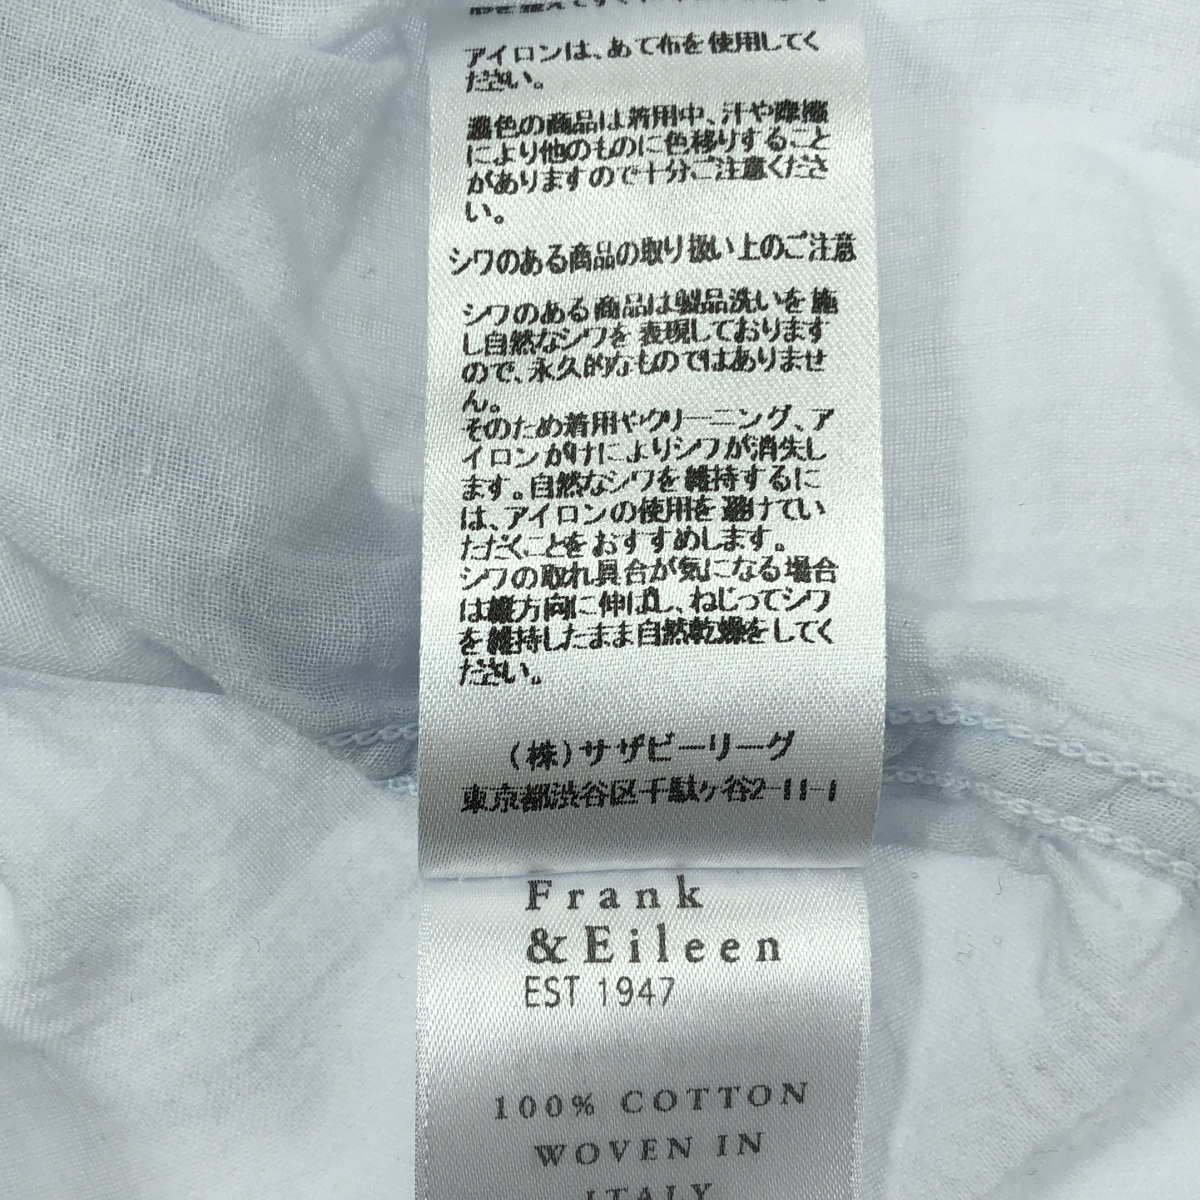 アイロンは、あて布を使用してく
ださい。
濃色の商品は着用中、汗や摩擦
により他のものに色移りすること
がありますので十分ご注意くださ
い。
シワのある商品の取り扱い上のご注意
シワのある商品は製品洗いを施
し自然なシワを表現しております
ので、永久的なものではありませ
ん。
そのため着用やクリーニング、ア
イロンがけによりシワが消失し
ます。自然なシワを維持するに
は、アイロンの使用を避けてい
ただくことをおすすめします。
シワの取れ具合が気になる場合
は縦方向に伸ばし、ねじってシワ
を維持したまま自然乾燥をしてく
ださい。
(株)サザビーリーグ
東京都渋谷区千駄ヶ谷2-11-1
Frank
&Eileen
EST 1947
100% COTTON
WOVEN IN
ITALY